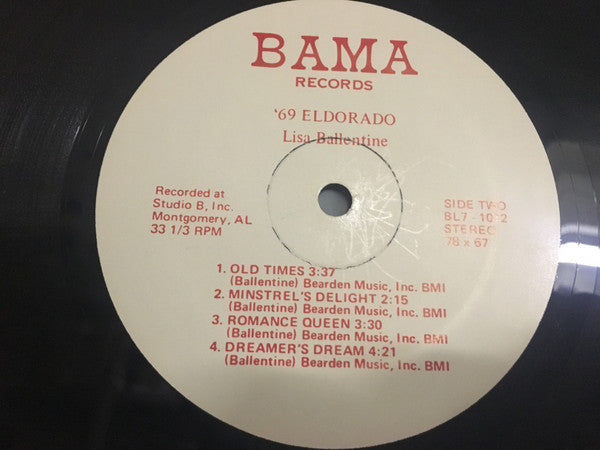 BAMA
RECORDS
'69 ELDORADO
Lisa Ballentine
Recorded at
Studio B, Inc.
Montgomery, AL
33 1/3 RPM
SIDE TWO
STEREO
78 x 67
1. OLD TIMES 3:37
(Ballentine) Bearden Music, Inc. BMI
2. MINSTREL'S DELIGHT 2:15
(Ballentine) Bearden Music, Inc. BMI
3. ROMANCE QUEEN 3:30
(Ballentine) Bearden Music, Inc. BMI
4. DREAMER'S DREAM 4:21
(Ballentine) Bearden Music, Inc. BMI